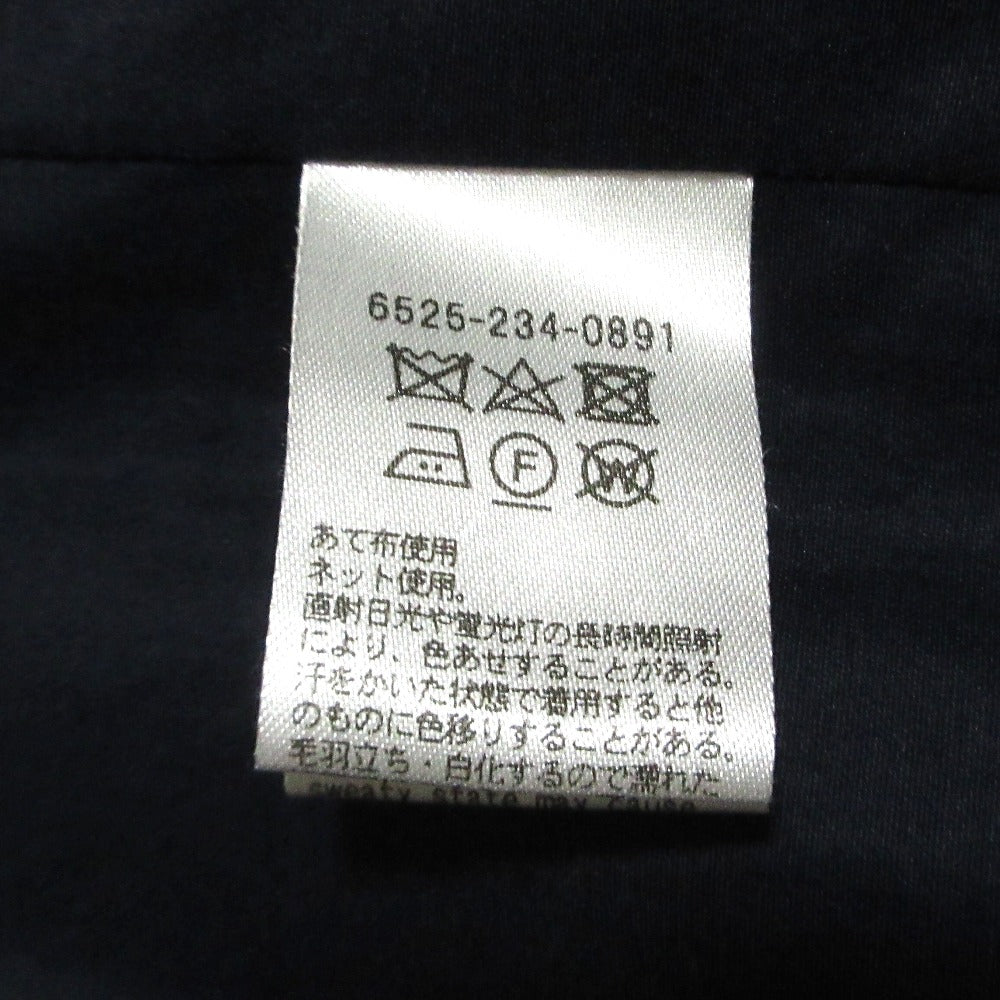 6525-234-0891
F
W
あて布使用
ネット使用。
直射日光や蛍光灯の長時間照射
により、色あせすることがある。
汗をかいた状態で着用すると他
のものに色移りすることがある。
毛羽立ち・白化するので濡れた
sweaty state may cause